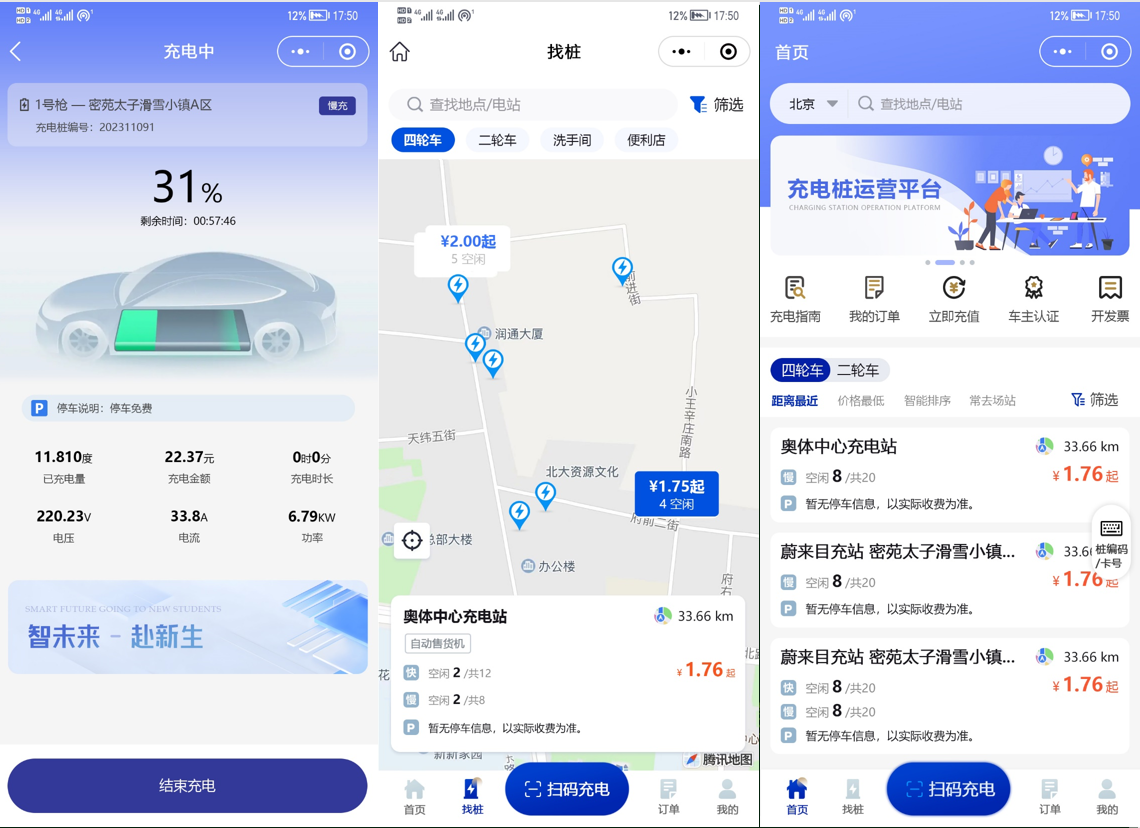 12% 17:50
充电中
1号枪 — 密苑太子滑雪小镇A区
慢充
充电桩编号：202311091
31%
剩余时间：00:57:46
P 停车说明：停车免费
11.810度 22.37元 0时0分
已充电量 充电金额 充电时长
220.23V 33.8A 6.79KW
电压 电流 功率
SMART FUTURE GOING TO NEW STUDENTS
智未来 - 赴新生
结束充电
12% 17:50
找桩
查找地点/电站 筛选
四轮车 二轮车 洗手间 便利店
¥2.00起
5 空闲
前进街
润通大厦
小王辛庄南路
天纬五街
北大资源文化
¥1.75起
4 空闲
府前二街
总部大楼
办公楼
府右
奥体中心充电站 33.66 km
自动售货机
快 空闲 2 /共12
¥1.76起
慢 空闲 2 /共8
P 暂无停车信息，以实际收费为准。
花
北路
中心
新新家园
腾讯地图
首页 找桩 扫码充电 订单 我的
12% 17:50
首页
北京 查找地点/电站
充电桩运营平台
CHARGING STATION OPERATION PLATFORM
充电指南 我的订单 立即充值 车主认证 开发票
四轮车 二轮车
距离最近 价格最低 智能排序 常去场站 筛选
奥体中心充电站 33.66 km
慢 空闲 8 /共20 ¥1.76起
P 暂无停车信息，以实际收费为准。
桩编码
/卡号
蔚来目充站 密苑太子滑雪小镇... 33.6
慢 空闲 8 /共20 ¥1.76起
P 暂无停车信息，以实际收费为准。
蔚来目充站 密苑太子滑雪小镇... 33.66 km
快 空闲 8 /共20 ¥1.76起
慢 空闲 8 /共20
P 暂无停车信息，以实际收费为准。
首页 找桩 扫码充电 订单 我的